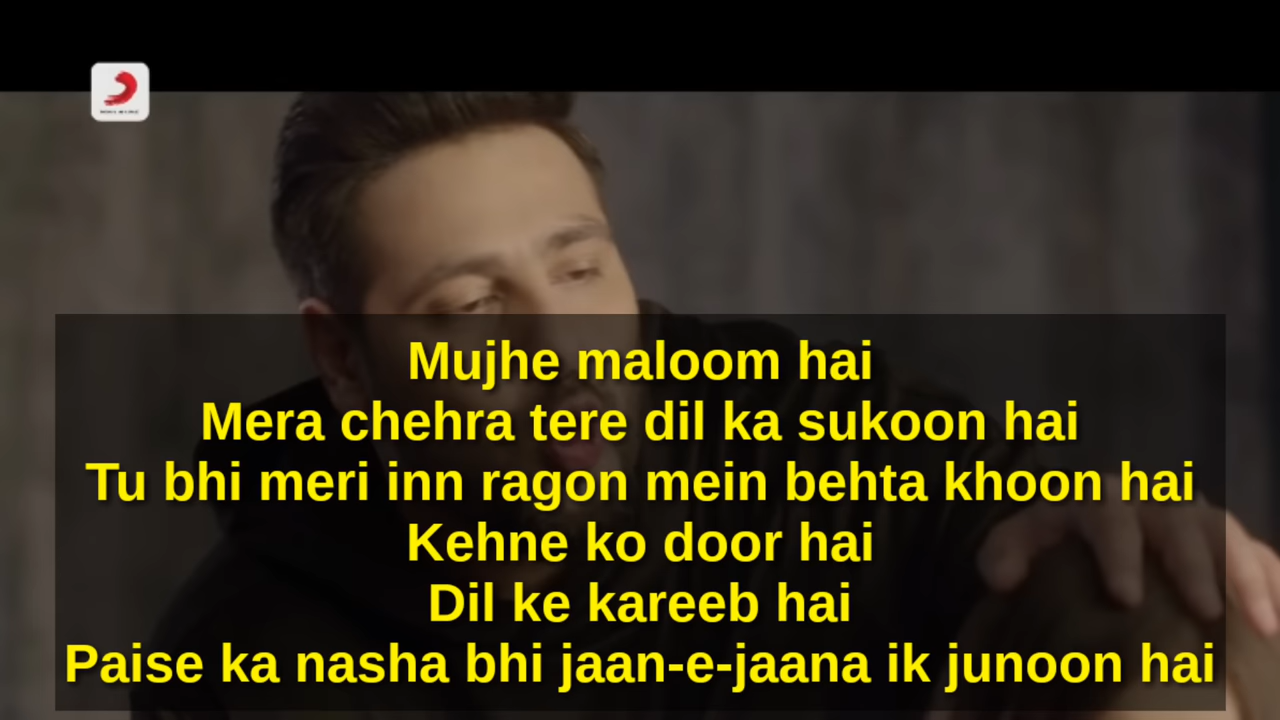 Mujhe maloom hai
Mera chehra tere dil ka sukoon hai
Tu bhi meri inn ragon mein behta khoon hai
Kehne ko door hai
Dil ke kareeb hai
Paise ka nasha bhi jaan-e-jaana ik junoon hai